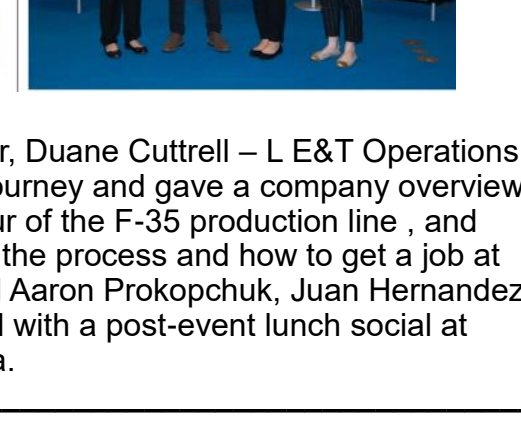 r, Duane Cuttrell – L E&T Operations
ourney and gave a company overview
ur of the F-35 production line , and
the process and how to get a job at
Aaron Prokopchuk, Juan Hernandez
with a post-event lunch social at
a.